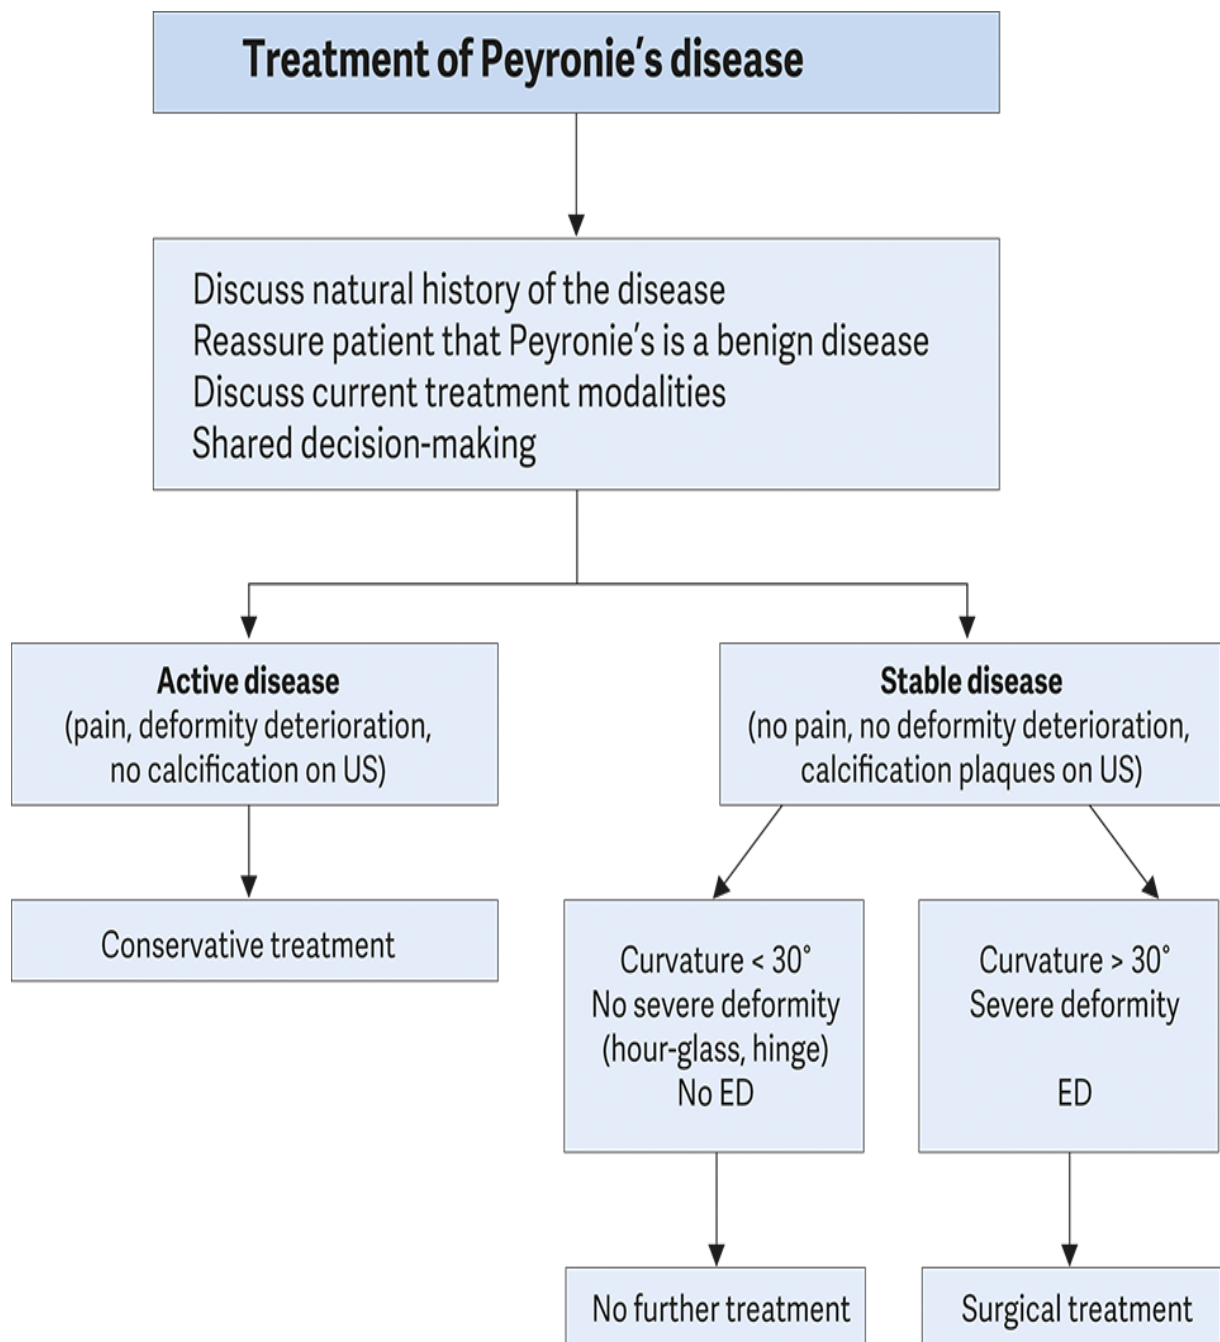 Treatment of Peyronie's disease
Discuss natural history of the disease
Reassure patient that Peyronie's is a benign disease
Discuss current treatment modalities
Shared decision-making
Active disease
(pain, deformity deterioration,
no calcification on US)
Stable disease
(no pain, no deformity deterioration,
calcification plaques on US)
Conservative treatment
Curvature < 30°
No severe deformity
(hour-glass, hinge)
No ED
Curvature > 30°
Severe deformity
ED
No further treatment
Surgical treatment